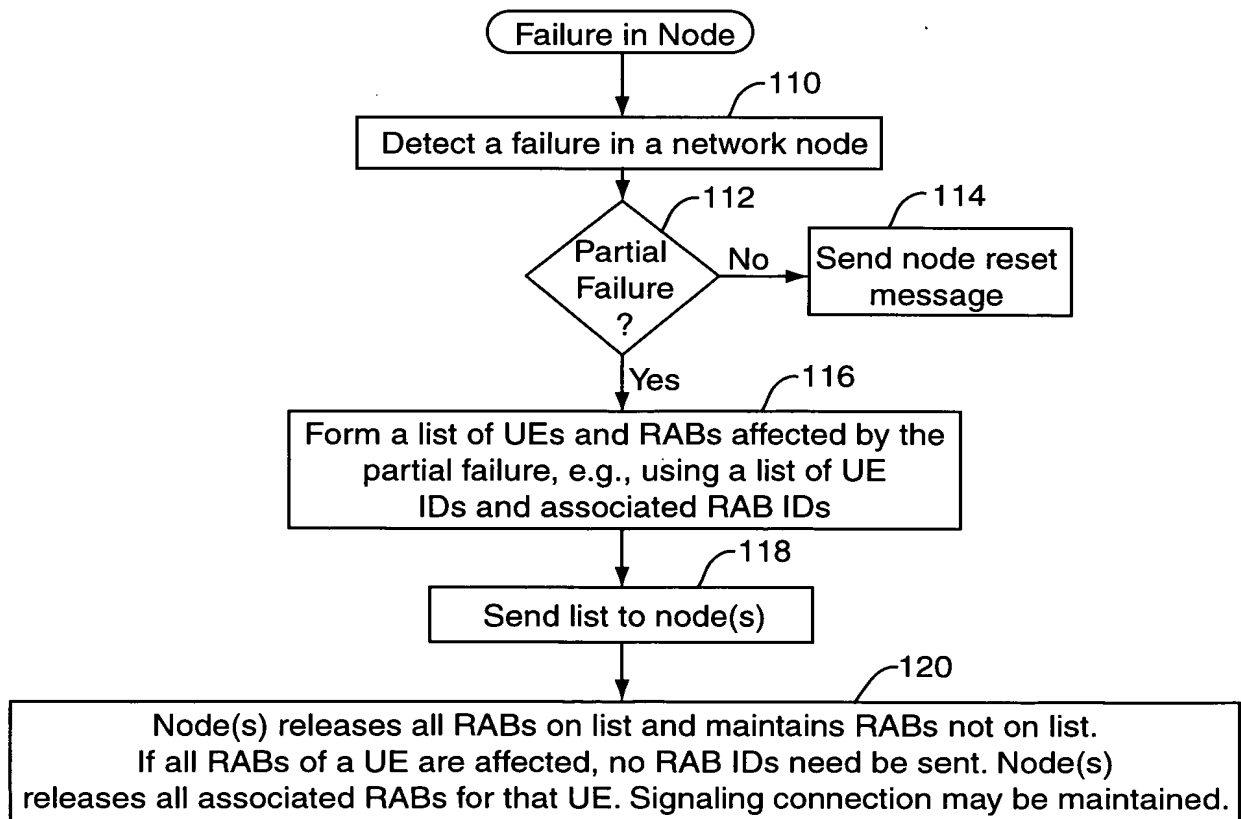 Failure in Node
110
Detect a failure in a network node
112
114
Partial
Failure
?
No
Send node reset
message
Yes
116
Form a list of UEs and RABs affected by the
partial failure, e.g., using a list of UE
IDs and associated RAB IDs
118
Send list to node(s)
120
Node(s) releases all RABs on list and maintains RABs not on list.
If all RABs of a UE are affected, no RAB IDs need be sent. Node(s)
releases all associated RABs for that UE. Signaling connection may be maintained.